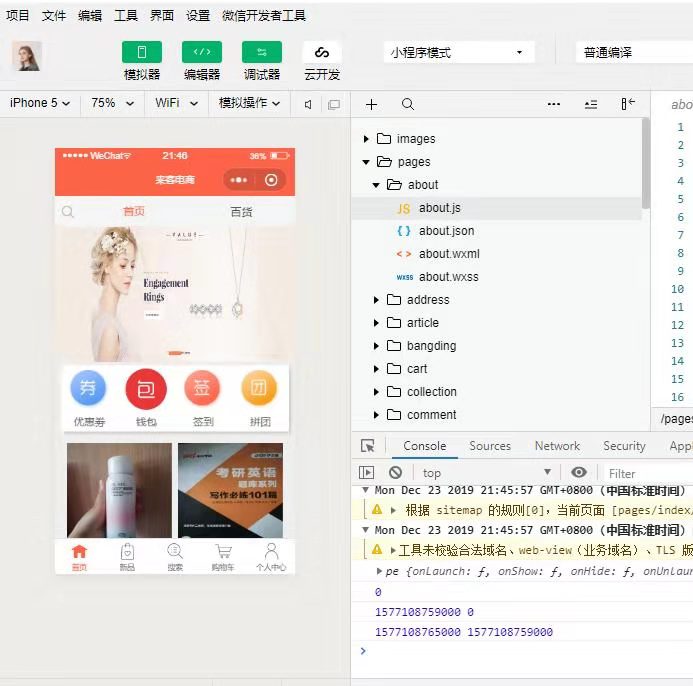 项目 文件 编辑 工具 界面 设置 微信开发者工具
模拟器 编辑器 调试器 云开发
小程序模式 普通编译
iPhone 5 75% WiFi 模拟操作
WeChat 21:46 36%
来客电商
首页 百货
VALUE
Engagement
Rings
券 包 签 团
优惠券 钱包 签到 拼团
考研英语
题库系列
写作必练101篇
首页 新品 搜索 购物车 个人中心
images
pages
about
JS about.js
{ } about.json
< > about.wxml
wxss about.wxss
address
article
bangding
cart
collection
comment
abo
1
2
3
4
5
6
7
8
9
10
11
12
13
14
15
16
/pages
Console Sources Network Security App
top Filter
Mon Dec 23 2019 21:45:57 GMT+0800 (中国标准时间)
根据 sitemap 的规则[0]，当前页面 [pages/index/
Mon Dec 23 2019 21:45:57 GMT+0800 (中国标准时间)
工具未校验合法域名、web-view（业务域名）、TLS 版
pe {onLaunch: ƒ, onShow: ƒ, onHide: ƒ, onUnlaun
0
1577108759000 0
1577108765000 1577108759000